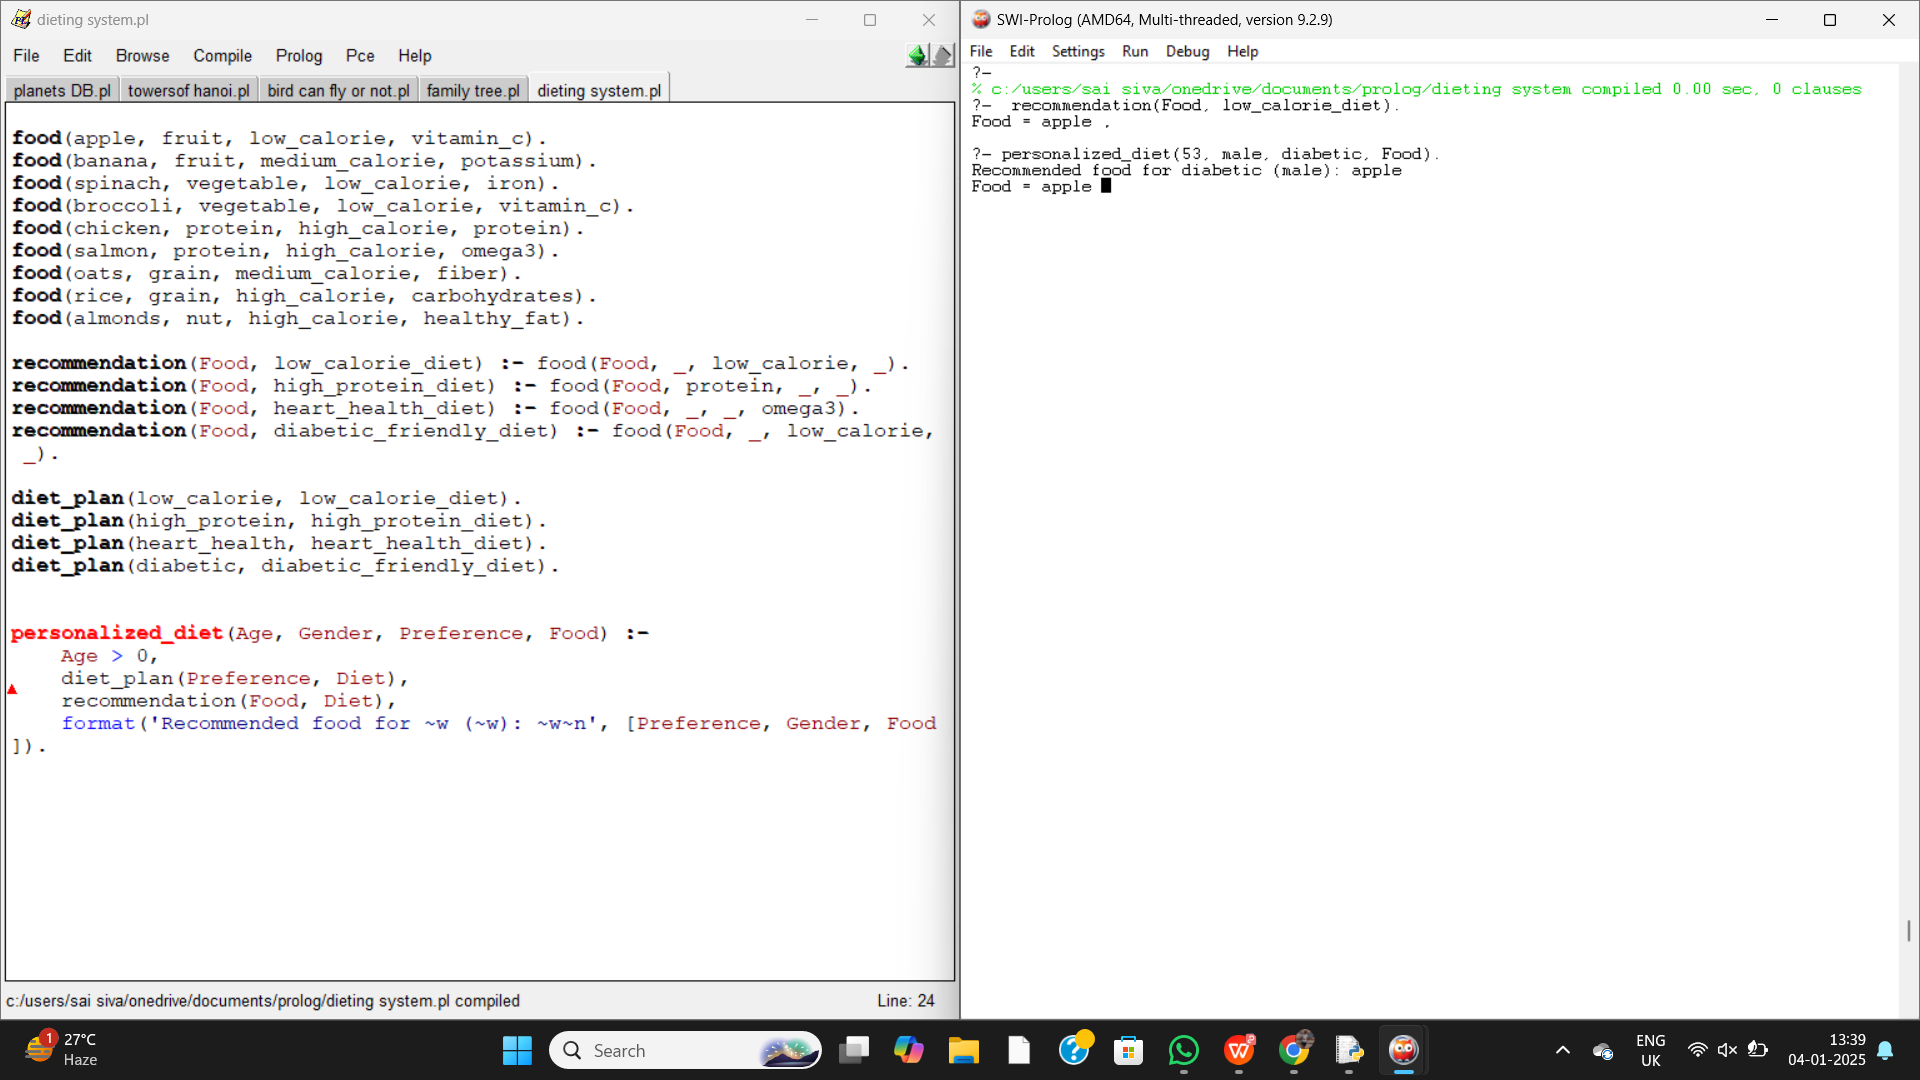 dieting system.pl
File Edit Browse Compile Prolog Pce Help
planets DB.pl towersof hanoi.pl bird can fly or not.pl family tree.pl dieting system.pl
food(apple, fruit, low_calorie, vitamin_c).
food(banana, fruit, medium_calorie, potassium).
food(spinach, vegetable, low_calorie, iron).
food(broccoli, vegetable, low_calorie, vitamin_c).
food(chicken, protein, high_calorie, protein).
food(salmon, protein, high_calorie, omega3).
food(oats, grain, medium_calorie, fiber).
food(rice, grain, high_calorie, carbohydrates).
food(almonds, nut, high_calorie, healthy_fat).
recommendation(Food, low_calorie_diet) :- food(Food, _, low_calorie, _).
recommendation(Food, high_protein_diet) :- food(Food, protein, _, _).
recommendation(Food, heart_health_diet) :- food(Food, _, _, omega3).
recommendation(Food, diabetic_friendly_diet) :- food(Food, _, low_calorie,
_).
diet_plan(low_calorie, low_calorie_diet).
diet_plan(high_protein, high_protein_diet).
diet_plan(heart_health, heart_health_diet).
diet_plan(diabetic, diabetic_friendly_diet).
personalized_diet(Age, Gender, Preference, Food) :-
Age > 0,
diet_plan(Preference, Diet),
recommendation(Food, Diet),
format('Recommended food for ~w (~w): ~w~n', [Preference, Gender, Food
]).
c:/users/sai siva/onedrive/documents/prolog/dieting system.pl compiled
Line: 24
SWI-Prolog (AMD64, Multi-threaded, version 9.2.9)
File Edit Settings Run Debug Help
?-
% c:/users/sai siva/onedrive/documents/prolog/dieting system compiled 0.00 sec, 0 clauses
?- recommendation(Food, low_calorie_diet).
Food = apple .
?- personalized_diet(53, male, diabetic, Food).
Recommended food for diabetic (male): apple
Food = apple
1
27°C
Haze
Search
ENG
UK
13:39
04-01-2025